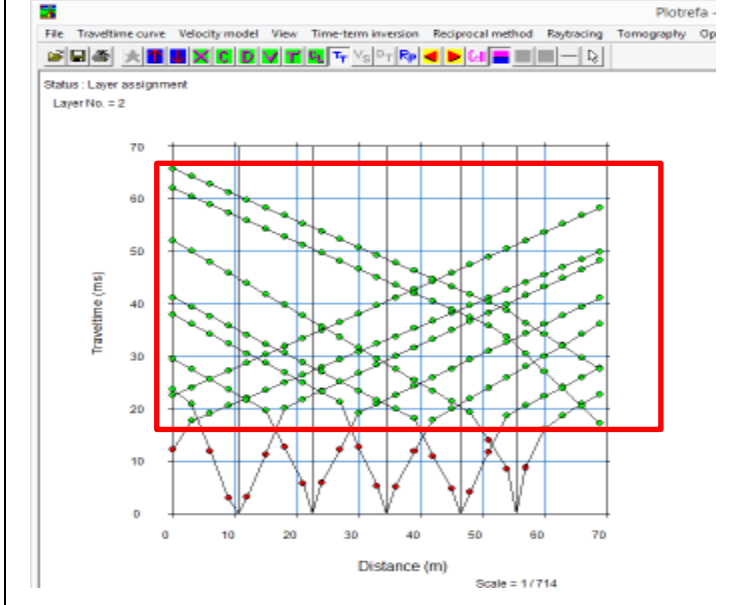 Plotrefa -
File Traveltime curve Velocity model View Time-term inversion Reciprocal method Raytracing Tomography Op
Status : Layer assignment
Layer No. = 2
70
60
50
40
30
20
10
0
Traveltime (ms)
0 10 20 30 40 50 60 70
Distance (m)
Scale = 1 / 714